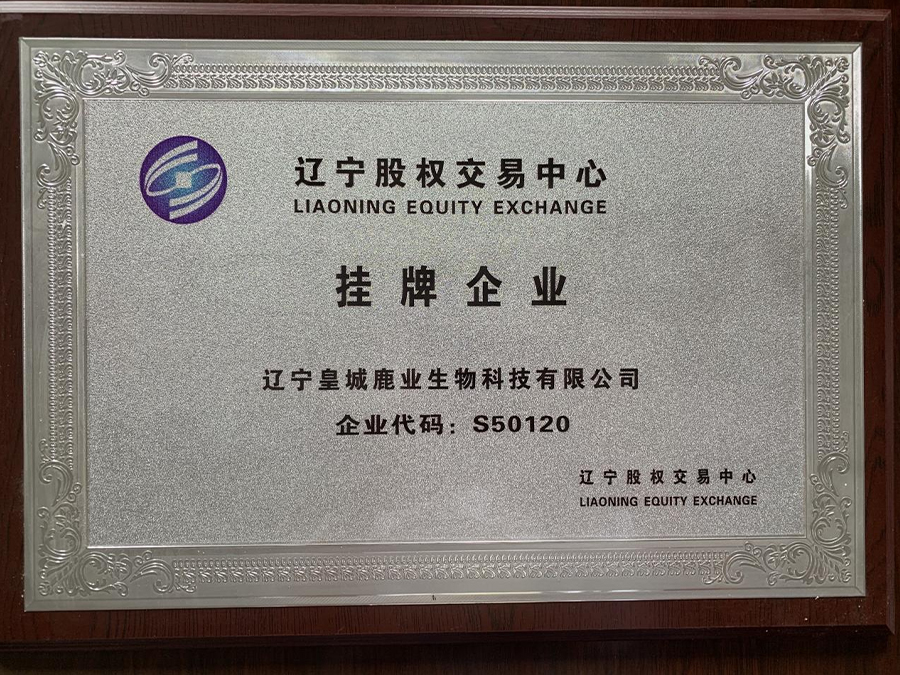 辽宁股权交易中心
LIAONING EQUITY EXCHANGE
挂牌企业
辽宁皇城鹿业生物科技有限公司
企业代码：S50120
辽宁股权交易中心
LIAONING EQUITY EXCHANGE